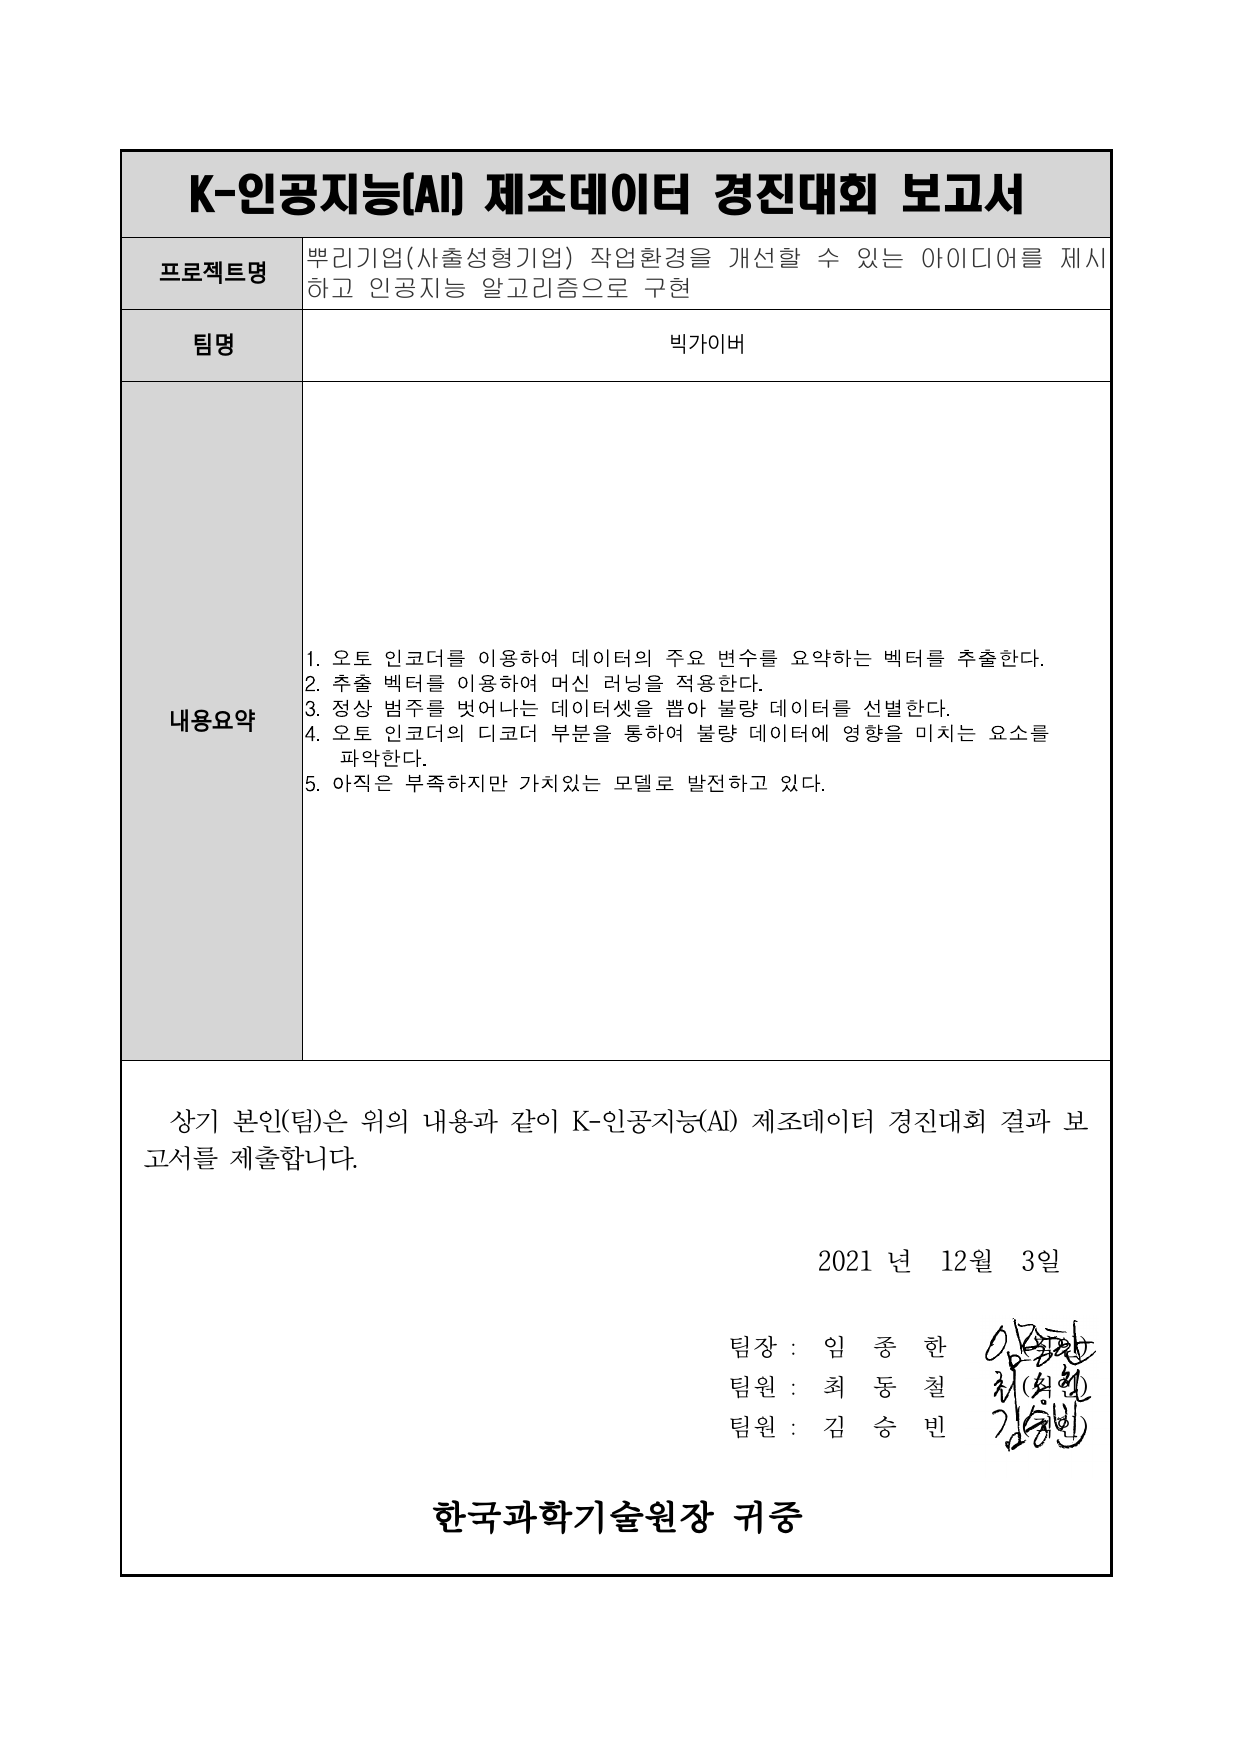 K-인공지능(AI) 제조데이터 경진대회 보고서
프로젝트명
뿌리기업(사출성형기업) 작업환경을 개선할 수 있는 아이디어를 제시
하고 인공지능 알고리즘으로 구현
팀명
빅가이버
내용요약
1. 오토 인코더를 이용하여 데이터의 주요 변수를 요약하는 벡터를 추출한다.
2. 추출 벡터를 이용하여 머신 러닝을 적용한다.
3. 정상 범주를 벗어나는 데이터셋을 뽑아 불량 데이터를 선별한다.
4. 오토 인코더의 디코더 부분을 통하여 불량 데이터에 영향을 미치는 요소를
파악한다.
5. 아직은 부족하지만 가치있는 모델로 발전하고 있다.
상기 본인(팀)은 위의 내용과 같이 K-인공지능(AI) 제조데이터 경진대회 결과 보
고서를 제출합니다.
2021 년 12월 3일
팀장 : 임 종 한
팀원 : 최 동 철
팀원 : 김 승 빈 김승빈
한국과학기술원장 귀중